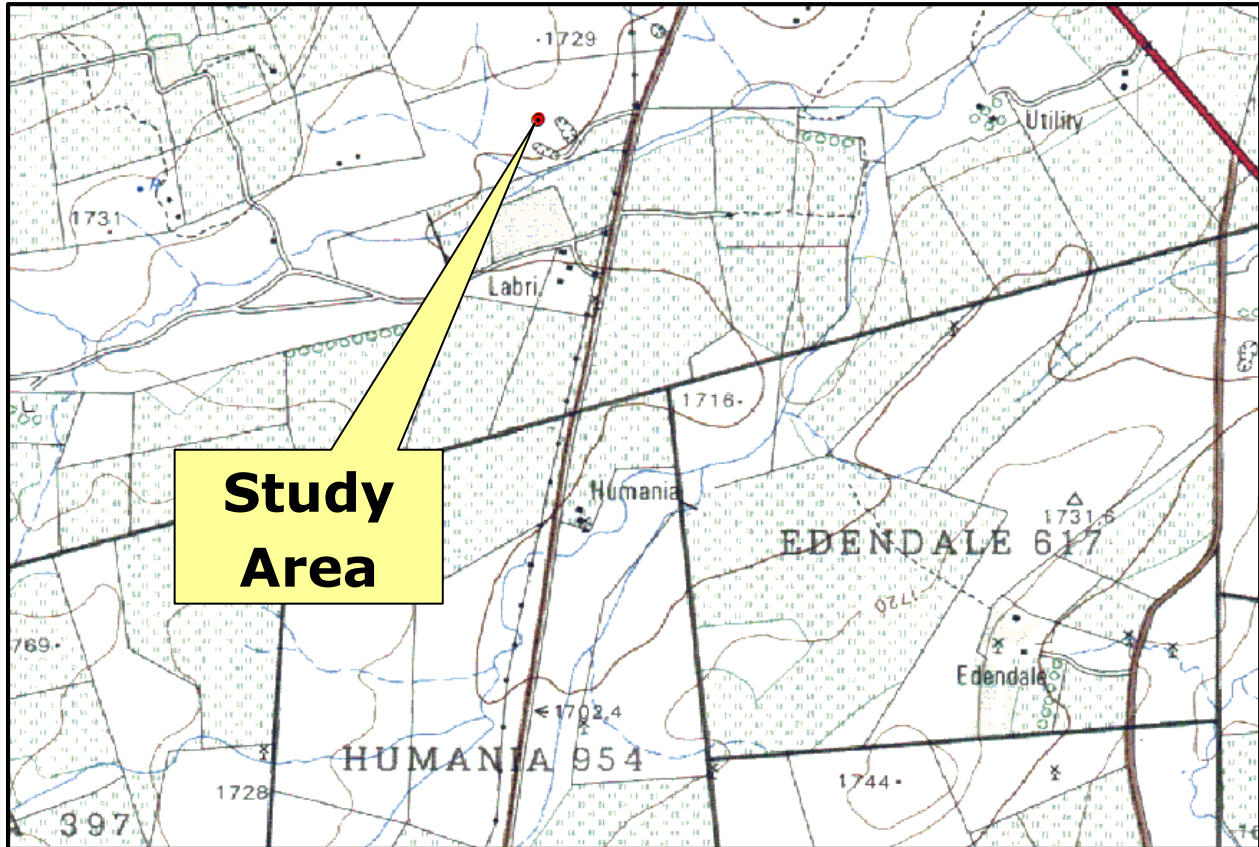 1729
Utility
1731
Labri
1716
Study
Area
Humania
1731.6
EDENDALE 617
1720
769
Edendale
1702.4
HUMANIA 954
1728
1744
397